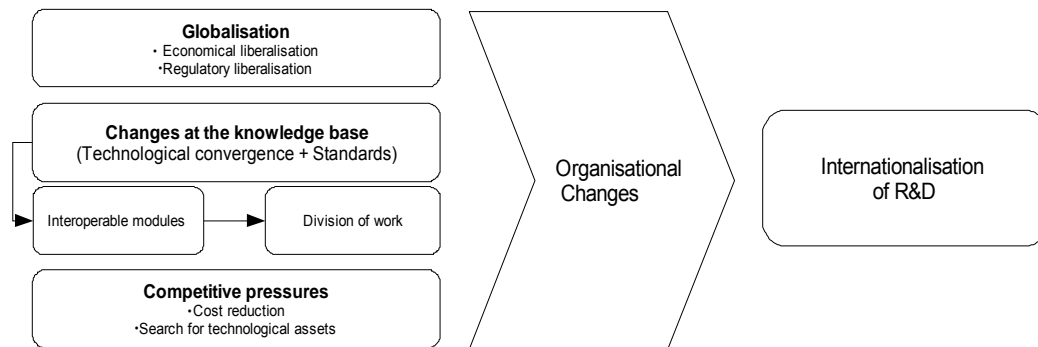 Globalisation
· Economical liberalisation
·Regulatory liberalisation
Changes at the knowledge base
(Technological convergence + Standards)
Interoperable modules
Division of work
Competitive pressures
·Cost reduction
·Search for technological assets
Organisational
Changes
Internationalisation
of R&D